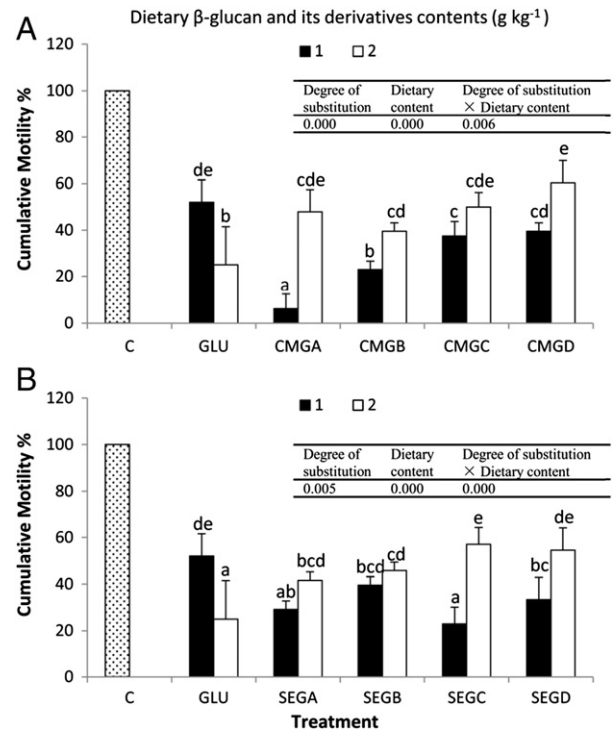 Dietary β-glucan and its derivatives contents (g kg⁻¹)
A
120
100
80
60
40
20
0
Cumulative Motility %
1 2
Degree of substitution Dietary content Degree of substitution × Dietary content
0.000 0.000 0.006
de b a cde b cd c cde cd e
C GLU CMGA CMGB CMGC CMGD
B
120
100
80
60
40
20
0
Cumulative Motility %
1 2
Degree of substitution Dietary content Degree of substitution × Dietary content
0.005 0.000 0.000
de a ab bcd bcd cd a e bc de
C GLU SEGA SEGB SEGC SEGD
Treatment